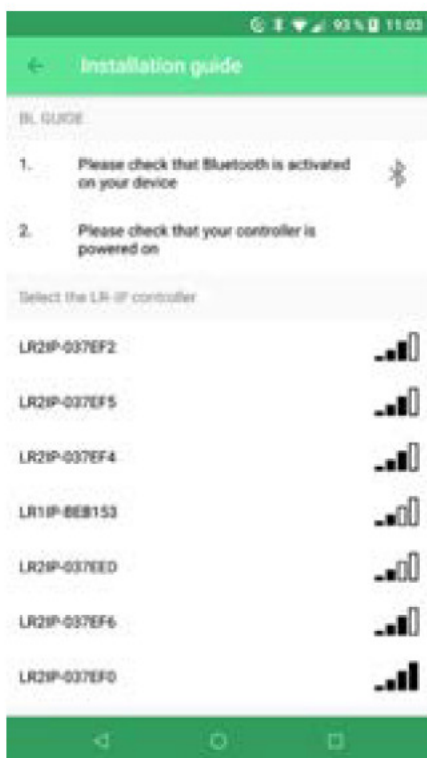 93 % 11:03
Installation guide
BL GUIDE
1. Please check that Bluetooth is activated
on your device
2. Please check that your controller is
powered on
Select the LR-IP controller
LR2IP-037EF2
LR2IP-037EF5
LR2IP-037EF4
LR1IP-BEB153
LR2IP-037EED
LR2IP-037EF6
LR2IP-037EF0